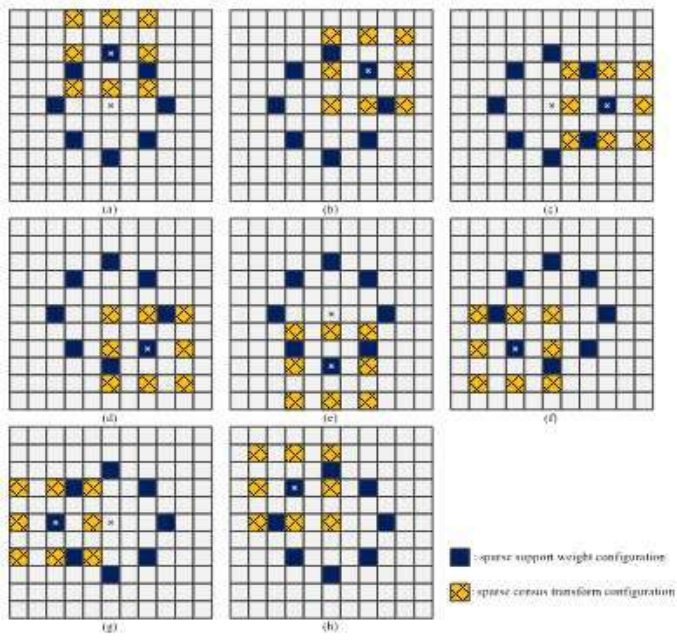 (a)
(b)
(c)
(d)
(e)
(f)
(g)
(h)
: sparse support weight configuration
: sparse census transform configuration